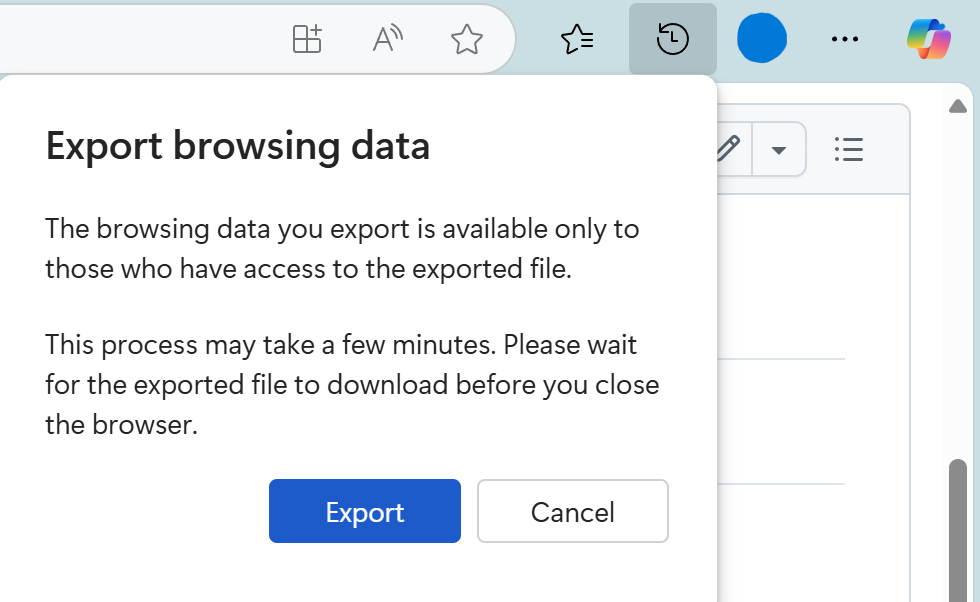 Export browsing data
The browsing data you export is available only to
those who have access to the exported file.
This process may take a few minutes. Please wait
for the exported file to download before you close
the browser.
Export
Cancel